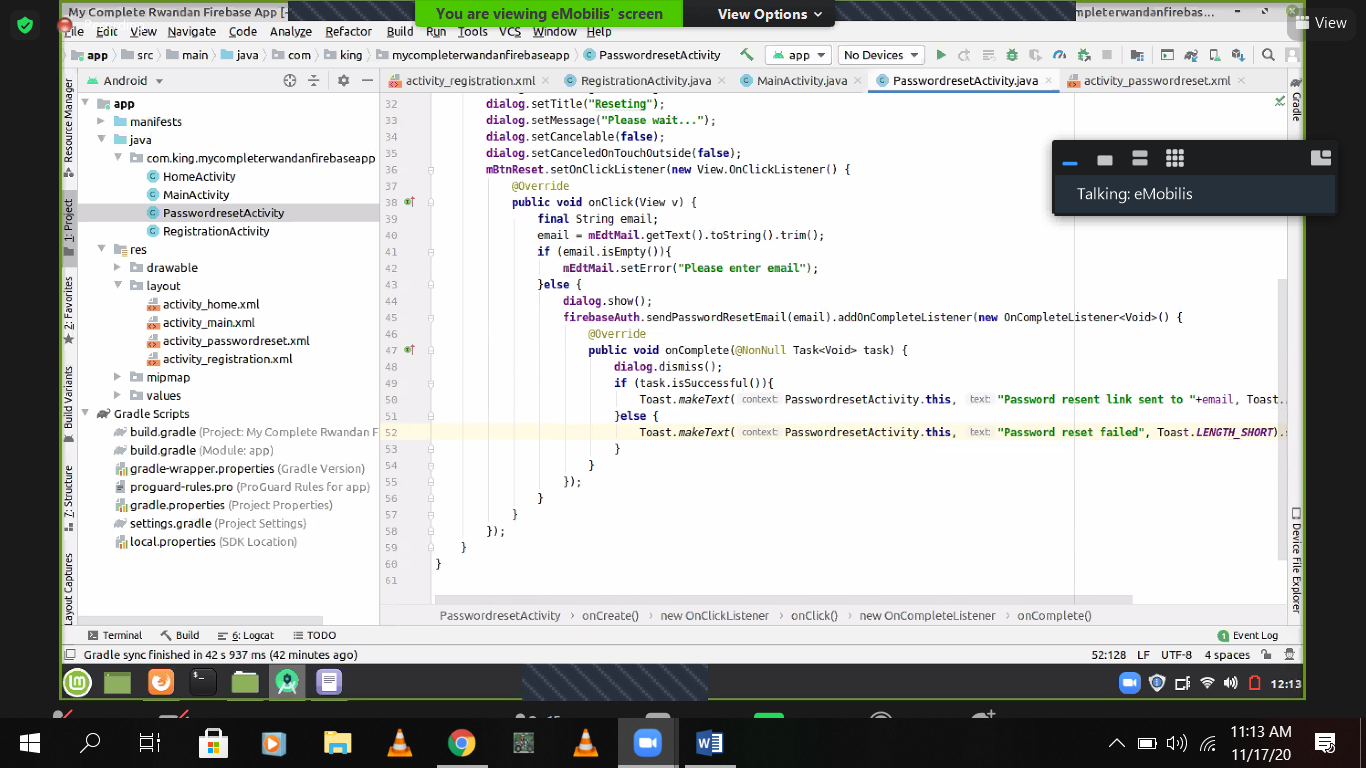 My Complete Rwandan Firebase App [-
You are viewing eMobilis' screen
View Options
mpleterwandanfirebas...
View
File Edit View Navigate Code Analyze Refactor Build Run Tools VCS Window Help
app src main java com king mycompleterwandanfirebaseapp PasswordresetActivity
app No Devices
Android
activity_registration.xml RegistrationActivity.java MainActivity.java PasswordresetActivity.java activity_passwordreset.xml
Resource Manager
1: Project
2: Favorites
Build Variants
7: Structure
Layout Captures
app
manifests
java
com.king.mycompleterwandanfirebaseapp
HomeActivity
MainActivity
PasswordresetActivity
RegistrationActivity
res
drawable
layout
activity_home.xml
activity_main.xml
activity_passwordreset.xml
activity_registration.xml
mipmap
values
Gradle Scripts
build.gradle (Project: My Complete Rwandan F
build.gradle (Module: app)
gradle-wrapper.properties (Gradle Version)
proguard-rules.pro (ProGuard Rules for app)
gradle.properties (Project Properties)
settings.gradle (Project Settings)
local.properties (SDK Location)
32 dialog.setTitle("Reseting");
33 dialog.setMessage("Please wait...");
34 dialog.setCancelable(false);
35 dialog.setCanceledOnTouchOutside(false);
36 mBtnReset.setOnClickListener(new View.OnClickListener() {
37 @Override
38 public void onClick(View v) {
39 final String email;
40 email = mEdtMail.getText().toString().trim();
41 if (email.isEmpty()){
42 mEdtMail.setError("Please enter email");
43 }else {
44 dialog.show();
45 firebaseAuth.sendPasswordResetEmail(email).addOnCompleteListener(new OnCompleteListener<Void>() {
46 @Override
47 public void onComplete(@NonNull Task<Void> task) {
48 dialog.dismiss();
49 if (task.isSuccessful()){
50 Toast.makeText( context: PasswordresetActivity.this, text: "Password resent link sent to "+email, Toast.
51 }else {
52 Toast.makeText( context: PasswordresetActivity.this, text: "Password reset failed", Toast.LENGTH_SHORT).s
53 }
54 }
55 });
56 }
57 }
58 });
59 }
60 }
61
Gradle
Device File Explorer
Talking: eMobilis
PasswordresetActivity onCreate() new OnClickListener onClick() new OnCompleteListener onComplete()
Terminal Build 6: Logcat TODO
1 Event Log
Gradle sync finished in 42 s 937 ms (42 minutes ago)
52:128 LF UTF-8 4 spaces
12:13
11:13 AM
11/17/20